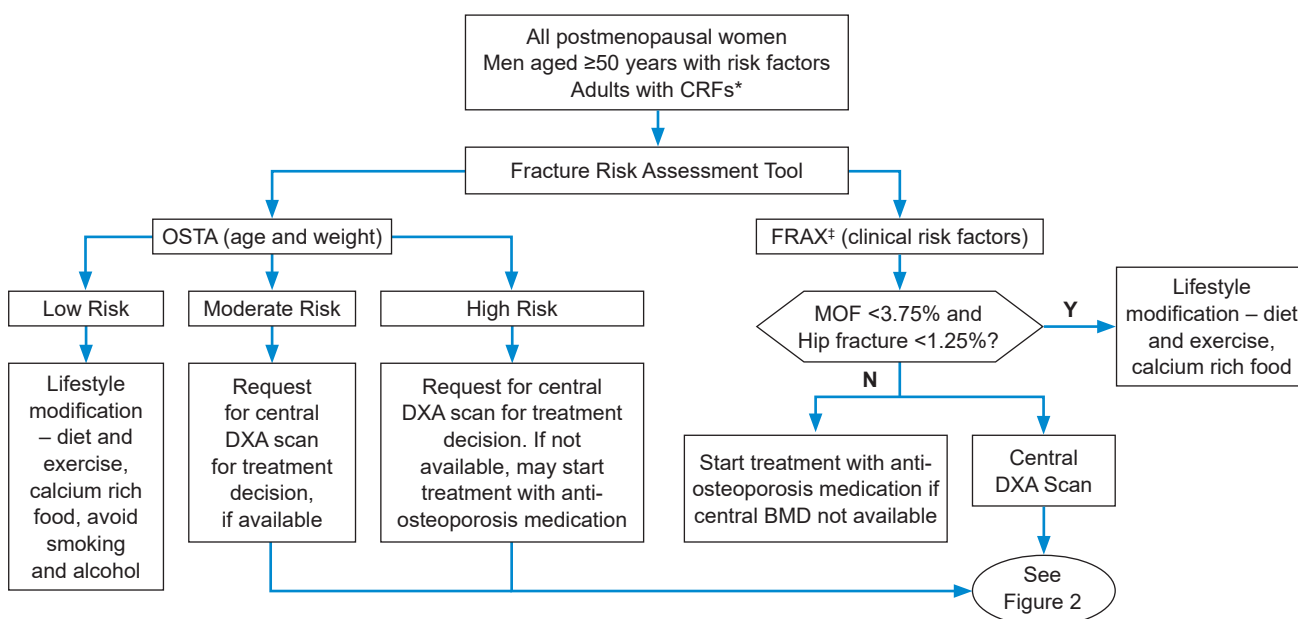 All postmenopausal women
Men aged ≥50 years with risk factors
Adults with CRFs*
Fracture Risk Assessment Tool
OSTA (age and weight)
FRAX‡ (clinical risk factors)
Low Risk
Moderate Risk
High Risk
MOF <3.75% and
Hip fracture <1.25%?
Y
Lifestyle
modification – diet
and exercise,
calcium rich food
N
Lifestyle
modification
– diet and
exercise,
calcium rich
food, avoid
smoking
and alcohol
Request
for central
DXA scan
for treatment
decision,
if available
Request for central
DXA scan for treatment
decision. If not
available, may start
treatment with anti-
osteoporosis medication
Start treatment with anti-
osteoporosis medication if
central BMD not available
Central
DXA Scan
See
Figure 2